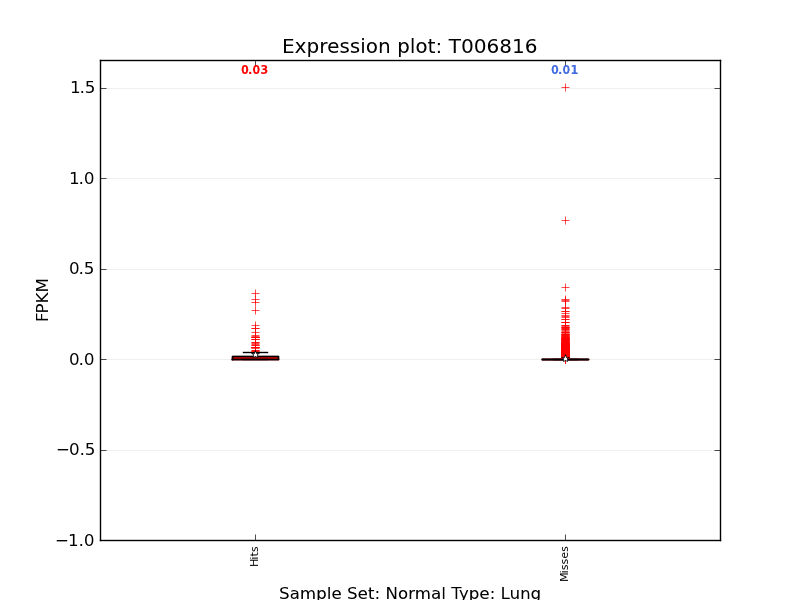 Expression plot: T006816
0.03
0.01
1.5
1.0
0.5
0.0
−0.5
−1.0
FPKM
Hits
Misses
Sample Set: Normal Type: Lung